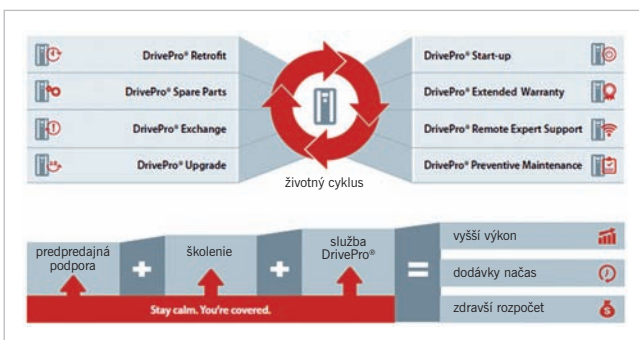 DrivePro® Retrofit
DrivePro® Spare Parts
DrivePro® Exchange
DrivePro® Upgrade
životný cyklus
DrivePro® Start-up
DrivePro® Extended Warranty
DrivePro® Remote Expert Support
DrivePro® Preventive Maintenance
predpredajná
podpora
+
školenie
+
služba
DrivePro®
=
vyšší výkon
dodávky načas
zdravší rozpočet
$
Stay calm. You're covered.